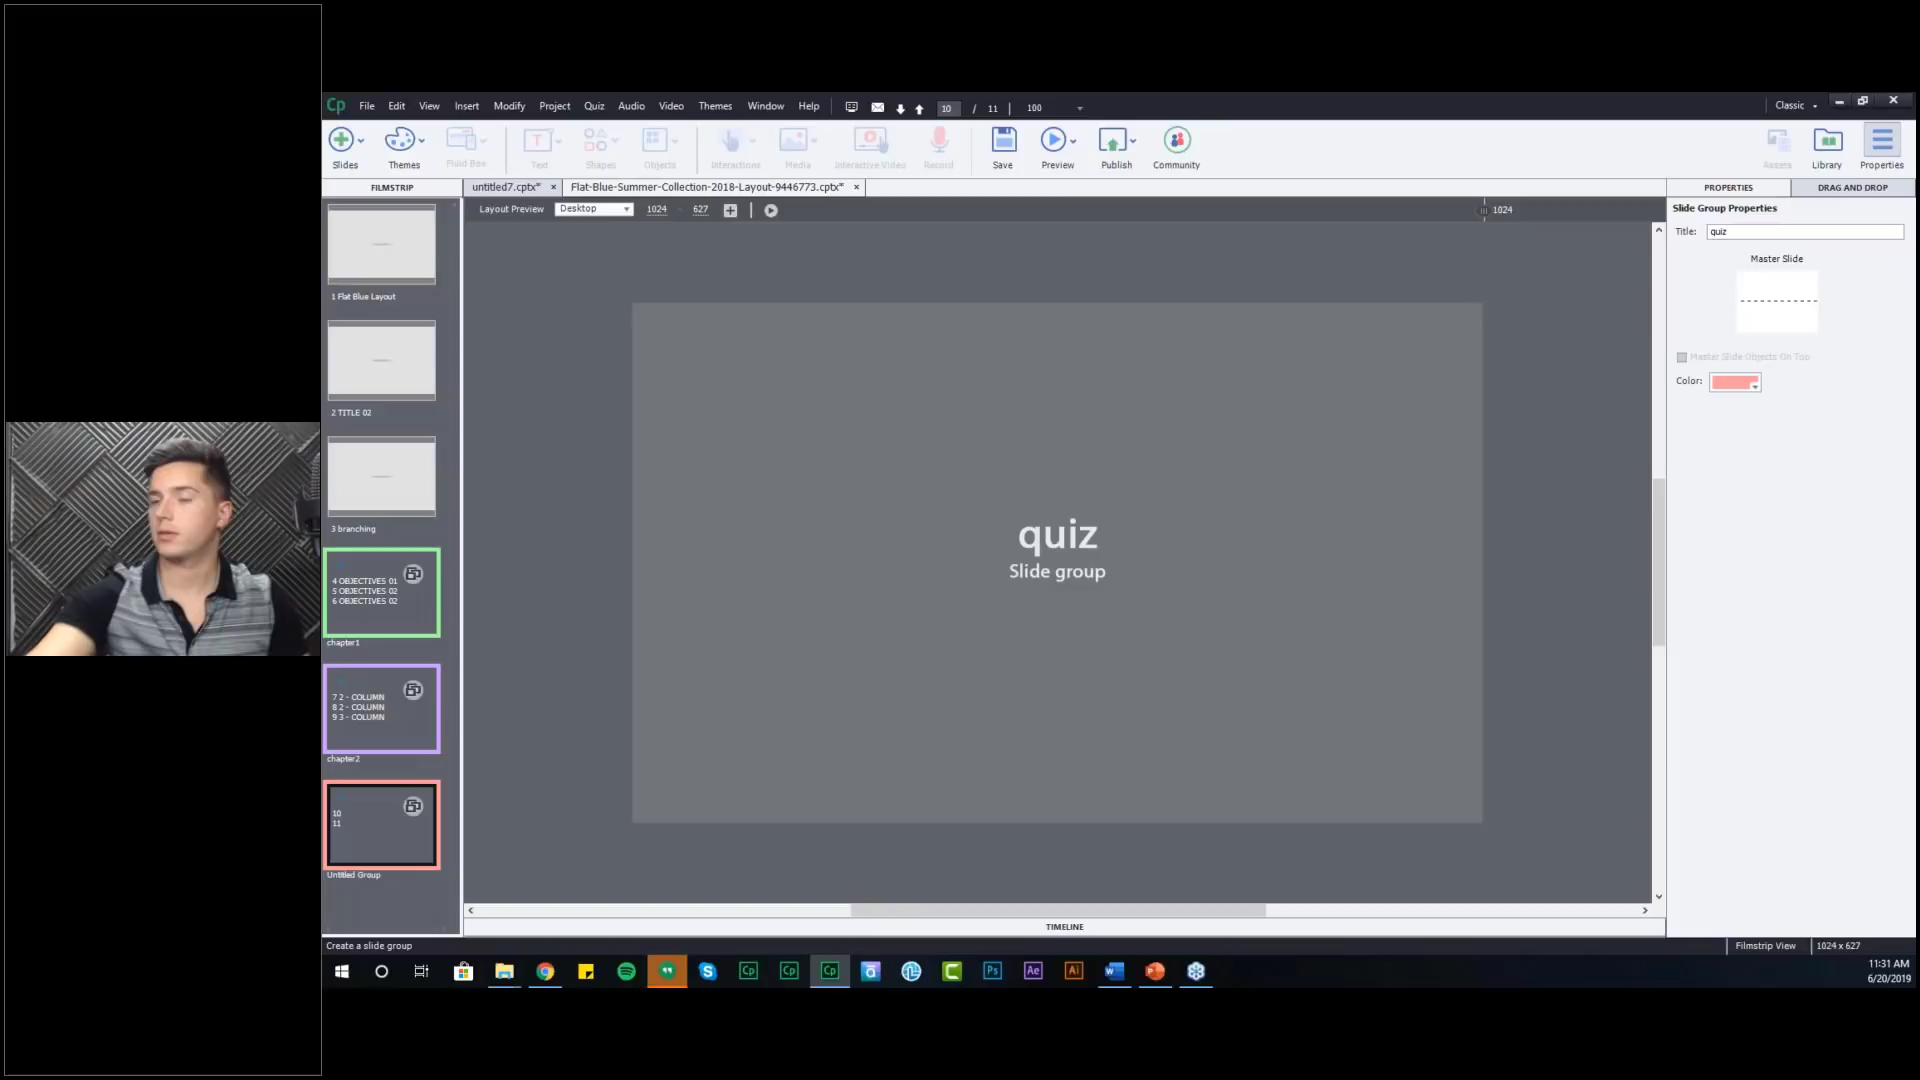 Cp File Edit View Insert Modify Project Quiz Audio Video Themes Window Help 10 / 11 100 Classic
Slides Themes Fluid Box Text Shapes Objects Interactions Media Interactive Video Record Save Preview Publish Community Assets Library Properties
FILMSTRIP untitled7.cptx* × Flat-Blue-Summer-Collection-2018-Layout-9446773.cptx* × PROPERTIES DRAG AND DROP
Layout Preview Desktop 1024 627 1024
Slide Group Properties
Title: quiz
Master Slide
Master Slide Objects On Top
Color:
1 Flat Blue Layout
2 TITLE 02
3 branching
4 OBJECTIVES 01
5 OBJECTIVES 02
6 OBJECTIVES 02
chapter1
7 2 - COLUMN
8 2 - COLUMN
9 3 - COLUMN
chapter2
10
11
Untitled Group
quiz
Slide group
TIMELINE
Create a slide group Filmstrip View 1024 x 627
Cp Cp Cp Ps Ae Ai
11:31 AM
6/20/2019